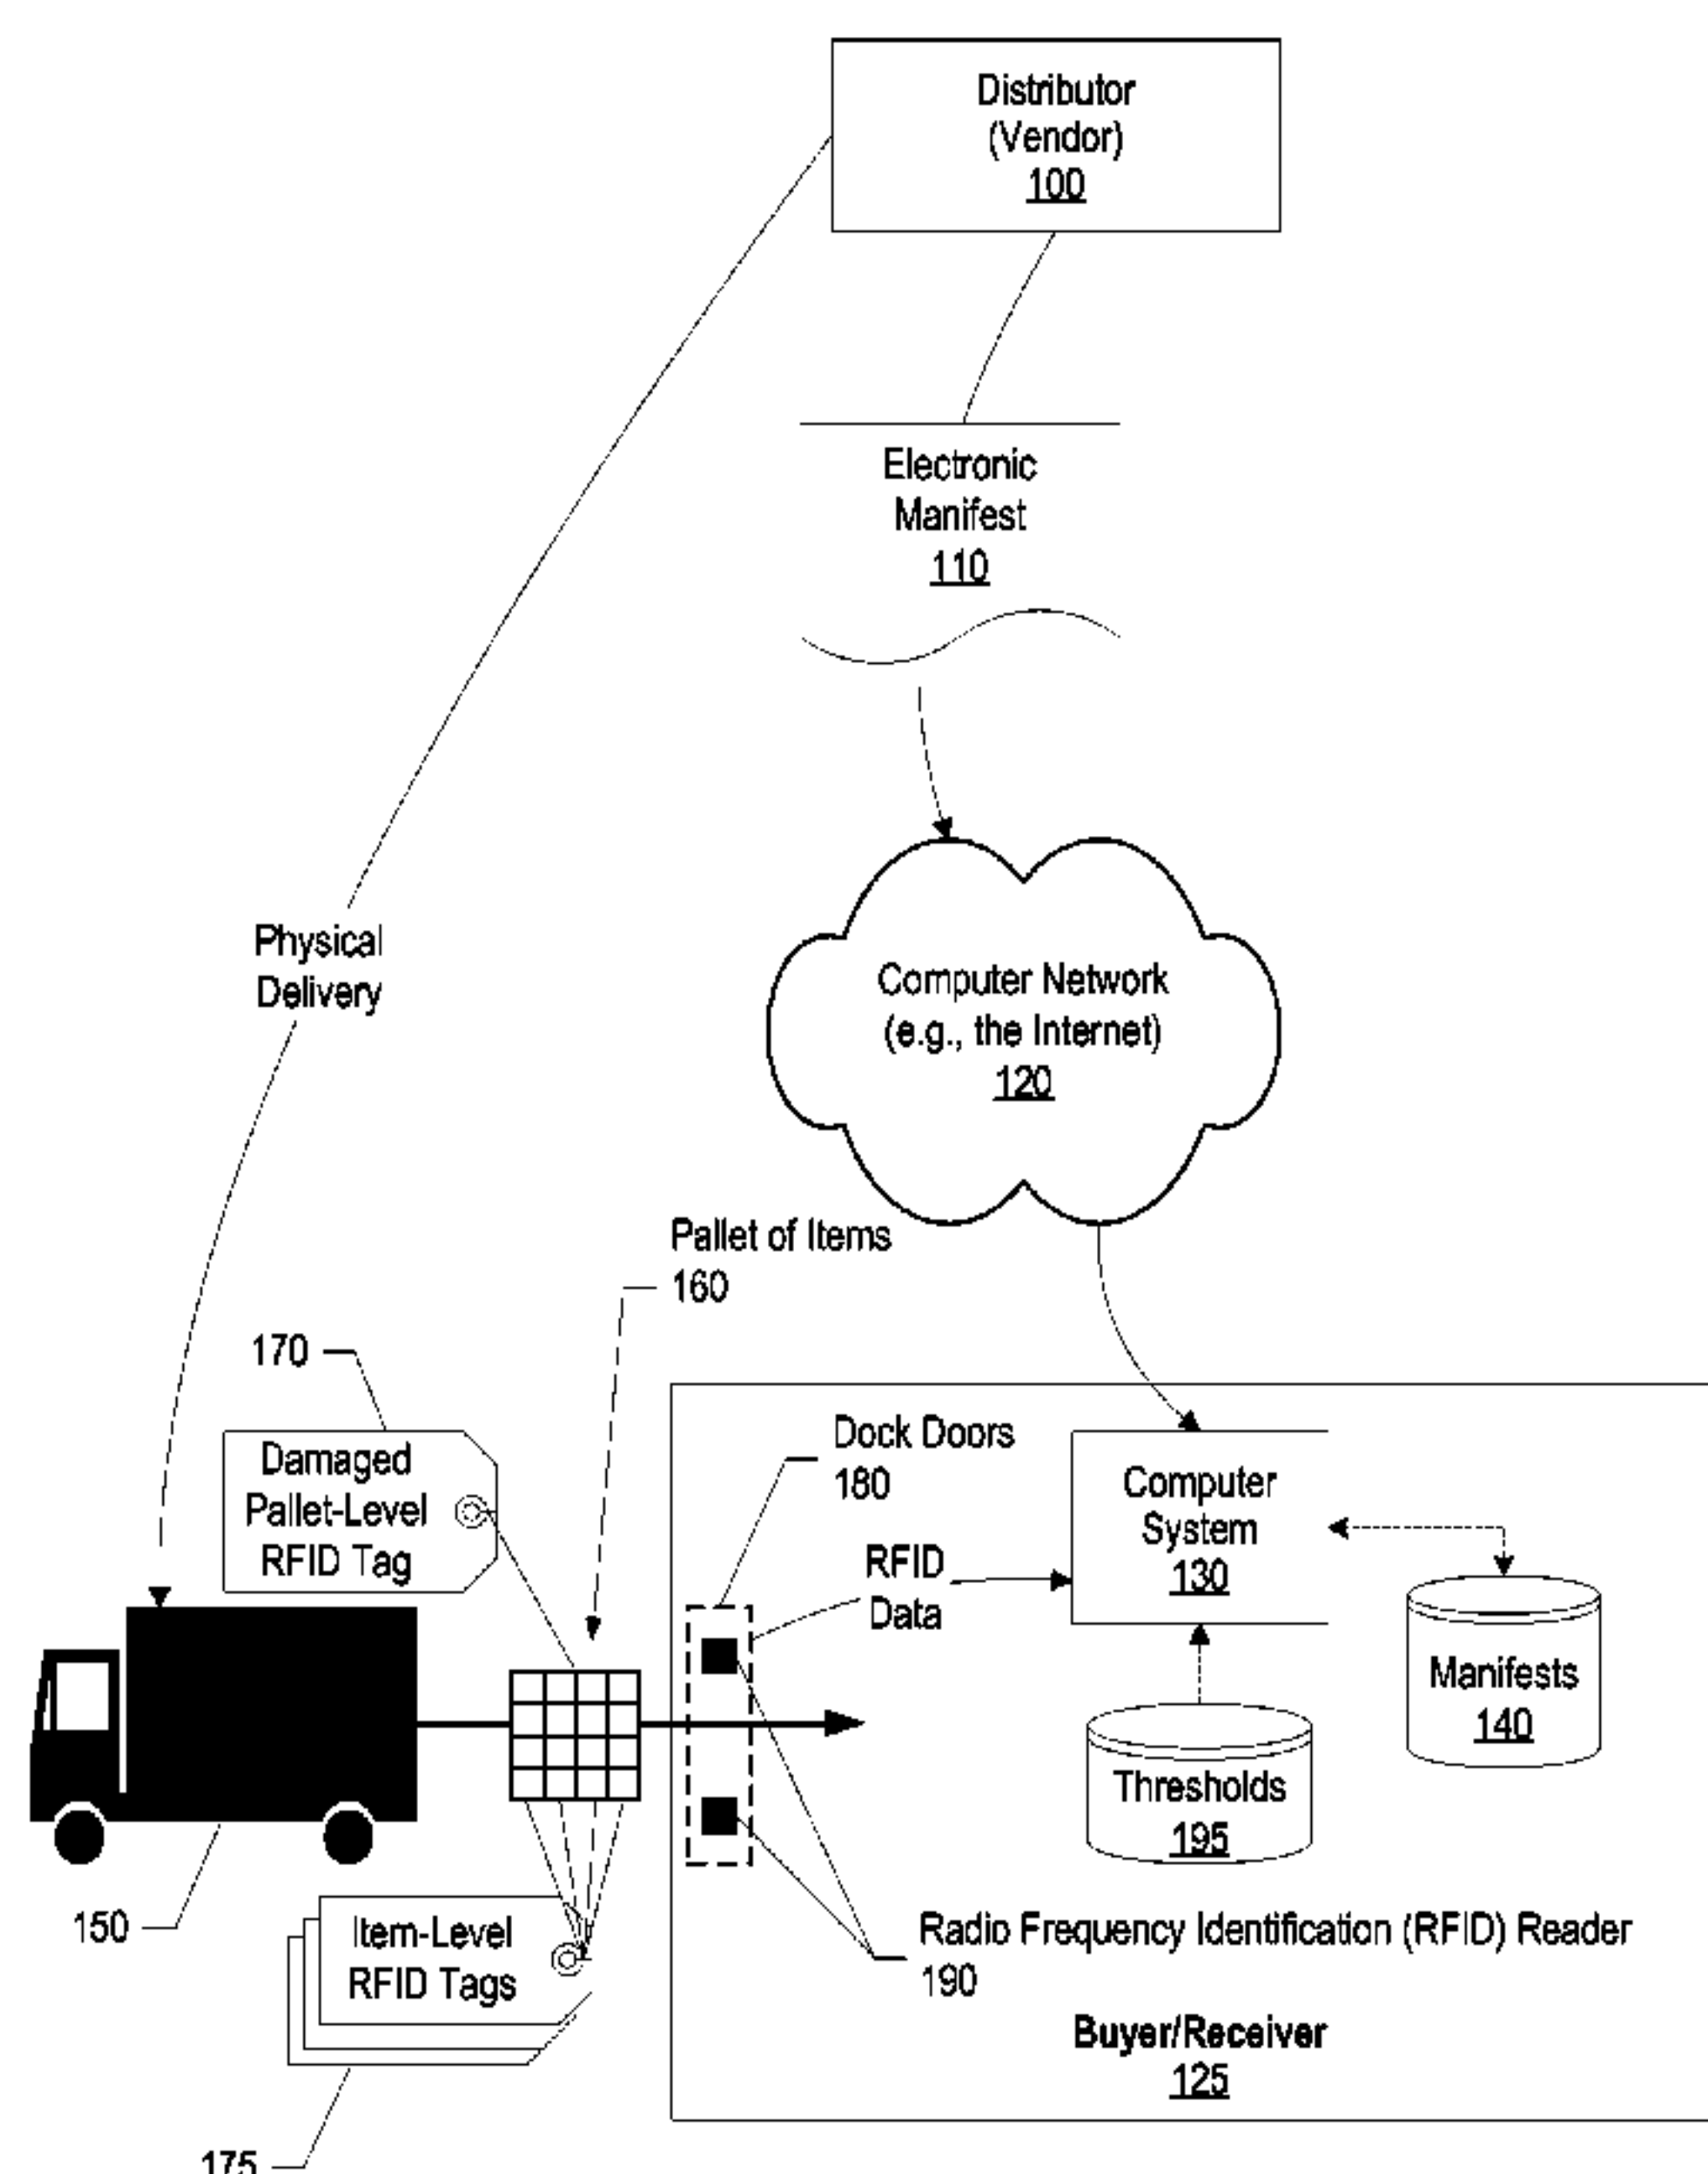 Distributor
(Vendor)
100
Electronic
Manifest
110
Physical
Delivery
Computer Network
(e.g., the Internet)
120
Pallet of Items
160
170
Damaged
Pallet-Level
RFID Tag
Dock Doors
180
RFID
Data
Computer
System
130
Manifests
140
Thresholds
195
150
Item-Level
RFID Tags
Radio Frequency Identification (RFID) Reader
190
Buyer/Receiver
125
175